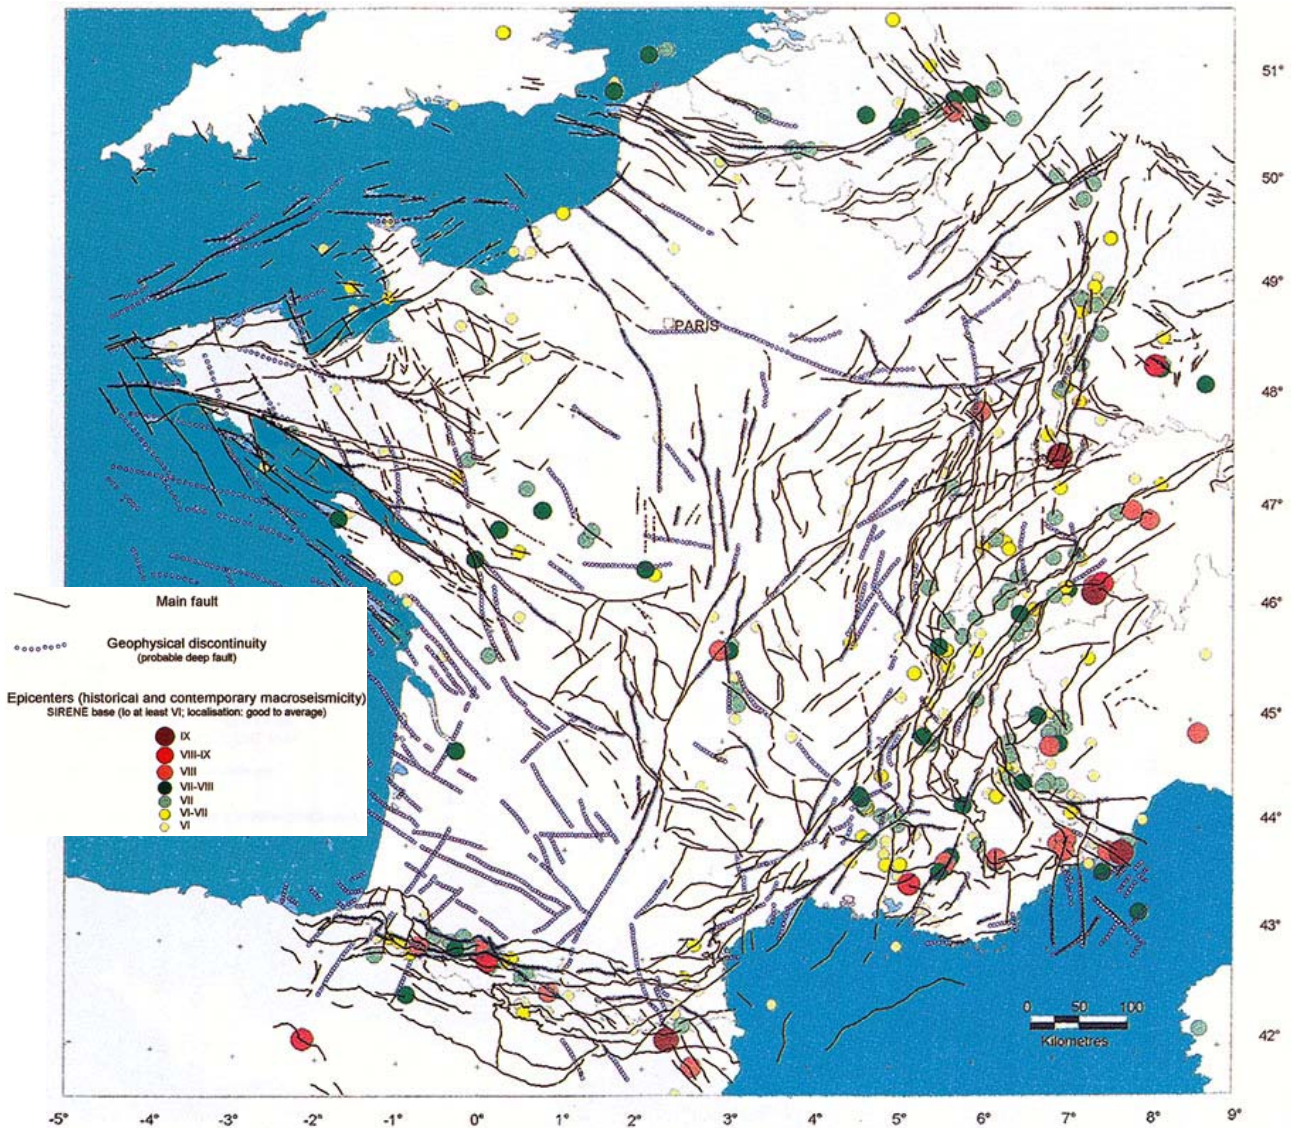 51°
50°
PARIS
49°
48°
47°
46°
Main fault
Geophysical discontinuity
(probable deep fault)
Epicenters (historical and contemporary macroseismicity)
SIRENE base (Io at least VI; localisation: good to average)
IX
VIII-IX
VIII
VII-VIII
VII
VI-VII
VI
45°
44°
43°
0 50 100
Kilometres
42°
-5° -4° -3° -2° -1° 0° 1° 2° 3° 4° 5° 6° 7° 8° 9°